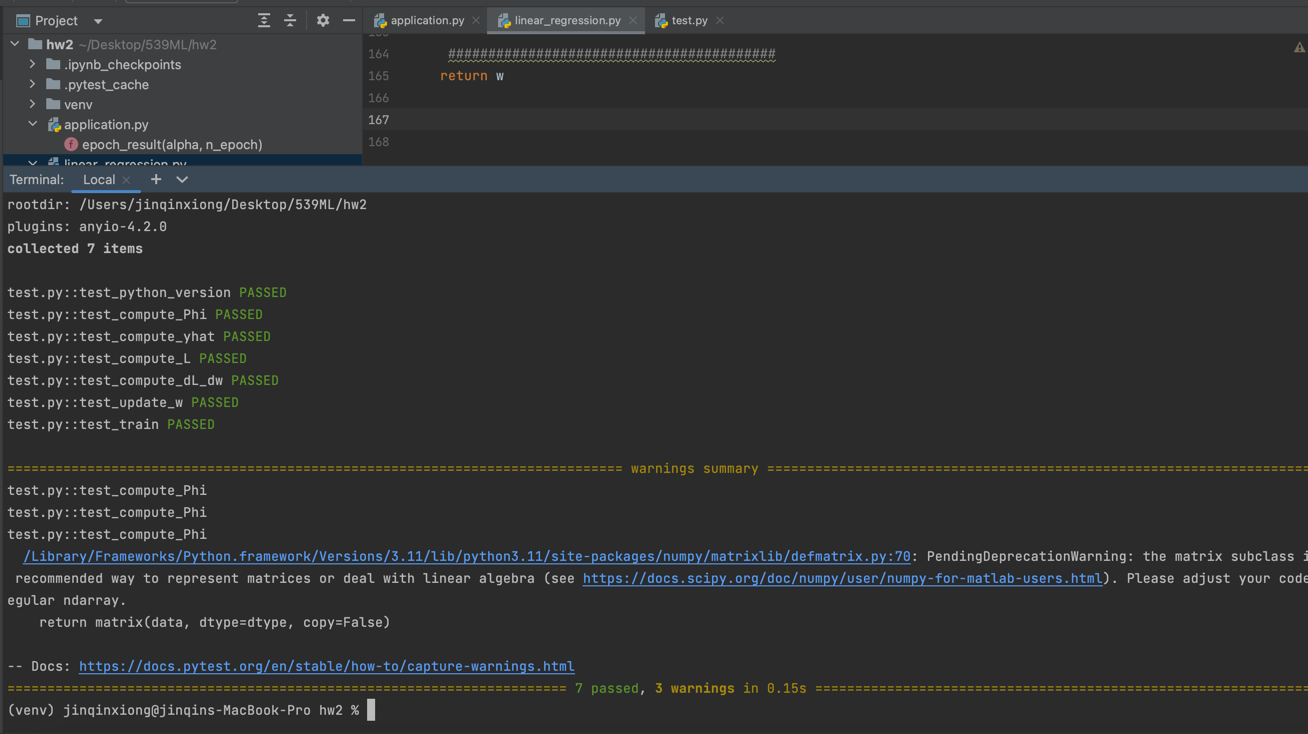 Project
application.py
linear_regression.py
test.py
hw2 ~/Desktop/539ML/hw2
.ipynb_checkpoints
.pytest_cache
venv
application.py
f epoch_result(alpha, n_epoch)
linear_regression.py
164 #########################################
165 return w
166
167
168
Terminal: Local
rootdir: /Users/jinqinxiong/Desktop/539ML/hw2
plugins: anyio-4.2.0
collected 7 items
test.py::test_python_version PASSED
test.py::test_compute_Phi PASSED
test.py::test_compute_yhat PASSED
test.py::test_compute_L PASSED
test.py::test_compute_dL_dw PASSED
test.py::test_update_w PASSED
test.py::test_train PASSED
============================================================================= warnings summary ====================================================================
test.py::test_compute_Phi
test.py::test_compute_Phi
test.py::test_compute_Phi
/Library/Frameworks/Python.framework/Versions/3.11/lib/python3.11/site-packages/numpy/matrixlib/defmatrix.py:70: PendingDeprecationWarning: the matrix subclass i
recommended way to represent matrices or deal with linear algebra (see https://docs.scipy.org/doc/numpy/user/numpy-for-matlab-users.html). Please adjust your code
egular ndarray.
return matrix(data, dtype=dtype, copy=False)
-- Docs: https://docs.pytest.org/en/stable/how-to/capture-warnings.html
====================================================================== 7 passed, 3 warnings in 0.15s ==============================================================
(venv) jinqinxiong@jinqins-MacBook-Pro hw2 %